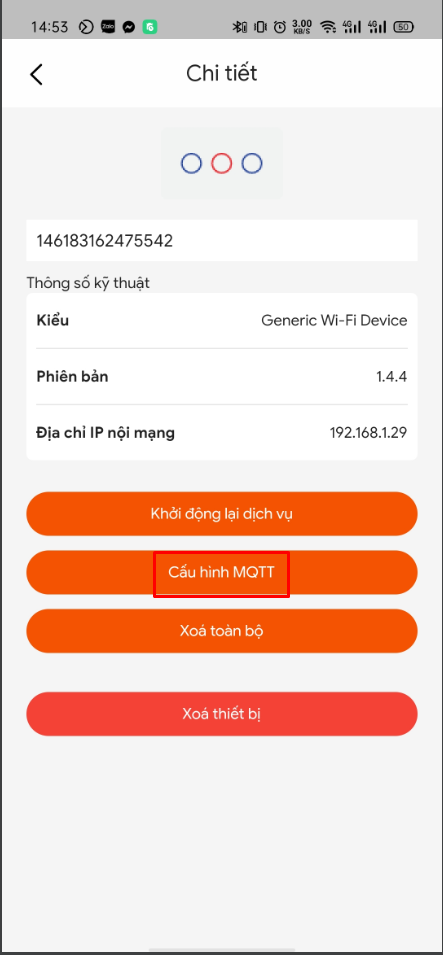 14:53 Zalo 3.00 KB/S 4G 4G 50
Chi tiết
146183162475542
Thông số kỹ thuật
Kiểu Generic Wi-Fi Device
Phiên bản 1.4.4
Địa chỉ IP nội mạng 192.168.1.29
Khởi động lại dịch vụ
Cấu hình MQTT
Xoá toàn bộ
Xoá thiết bị